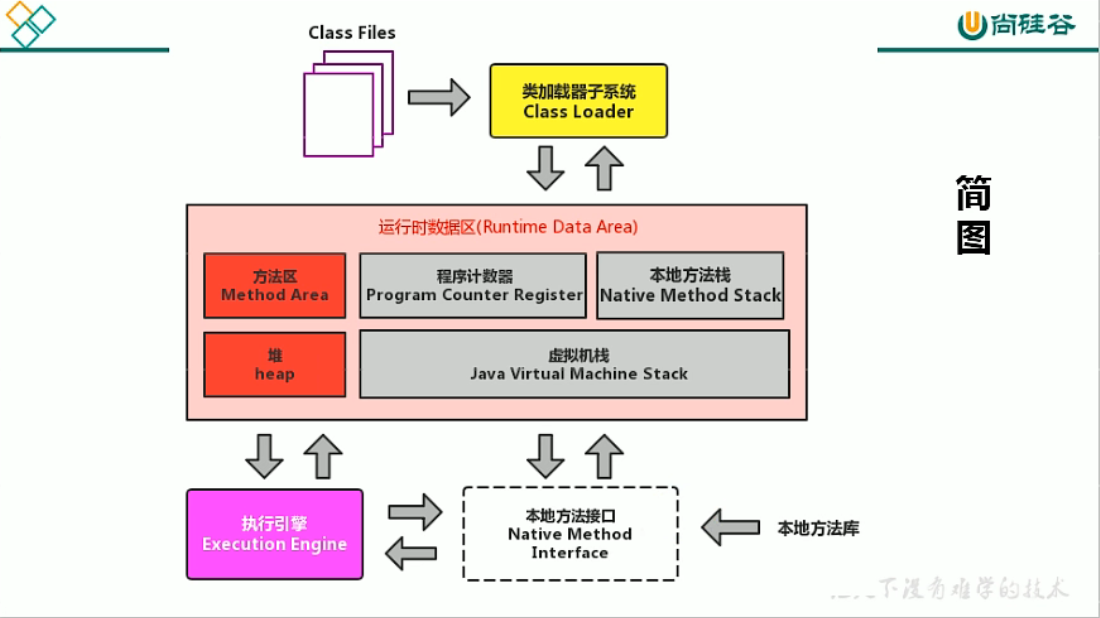 尚硅谷
Class Files
类加载器子系统
Class Loader
简
图
运行时数据区(Runtime Data Area)
方法区
Method Area
程序计数器
Program Counter Register
本地方法栈
Native Method Stack
堆
heap
虚拟机栈
Java Virtual Machine Stack
执行引擎
Execution Engine
本地方法接口
Native Method
Interface
本地方法库
下没有难学的技术